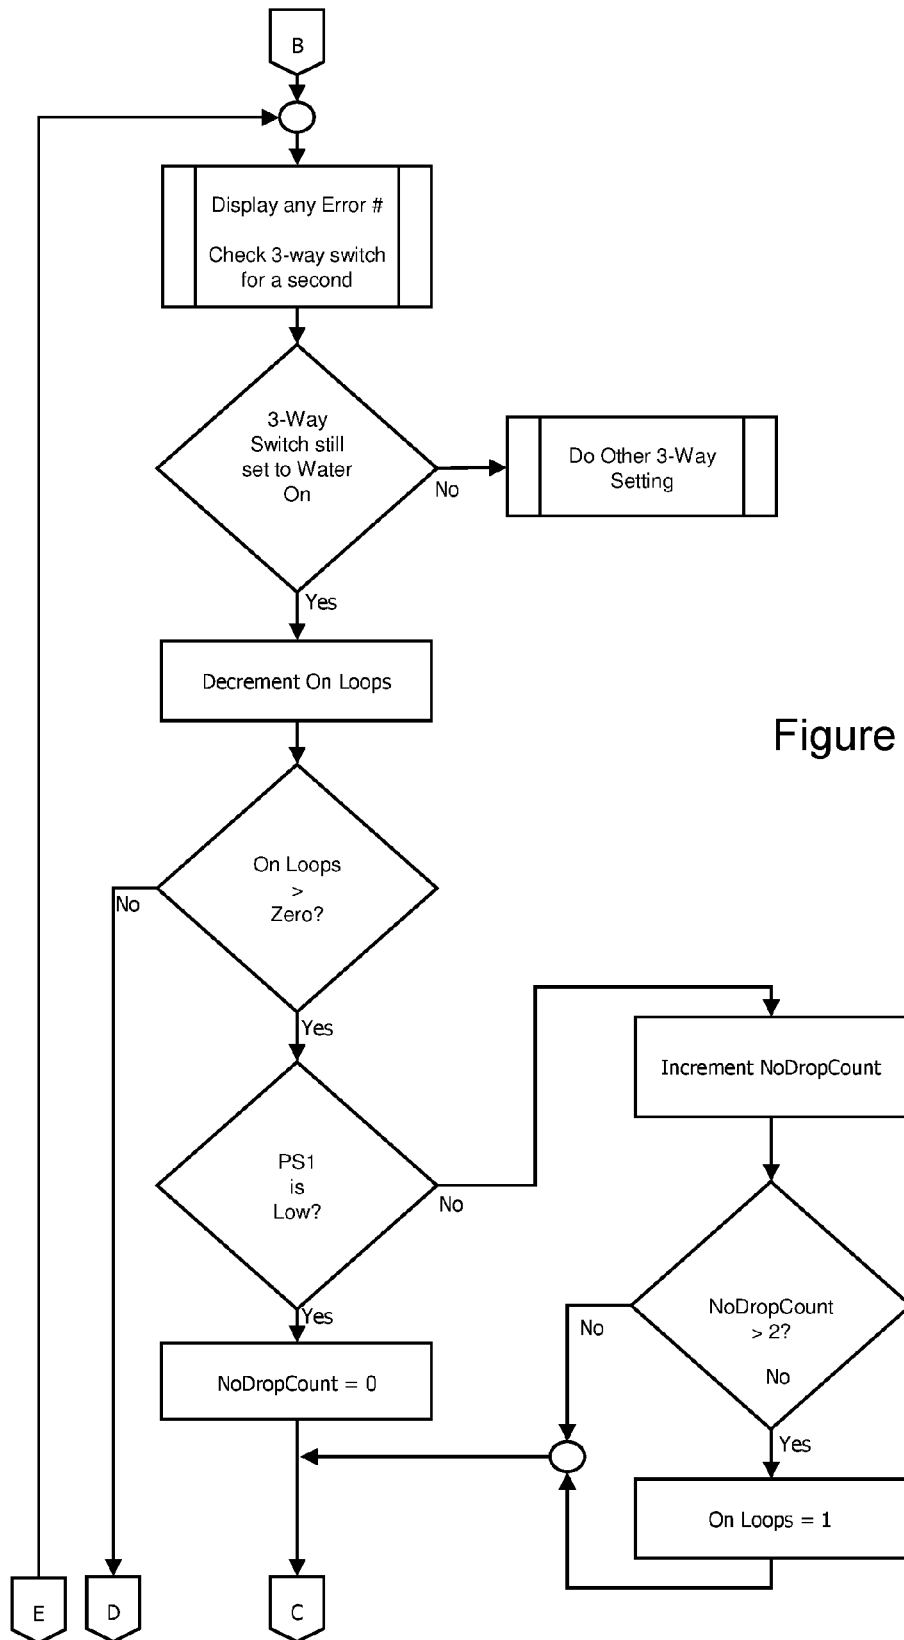 B
Display any Error #
Check 3-way switch
for a second
3-Way
Switch still
set to Water
On
No
Do Other 3-Way
Setting
Yes
Decrement On Loops
Figure
On Loops
>
Zero?
No
Yes
Increment NoDropCount
PS1
is
Low?
No
NoDropCount
> 2?
No
No
Yes
Yes
NoDropCount = 0
On Loops = 1
E
D
C